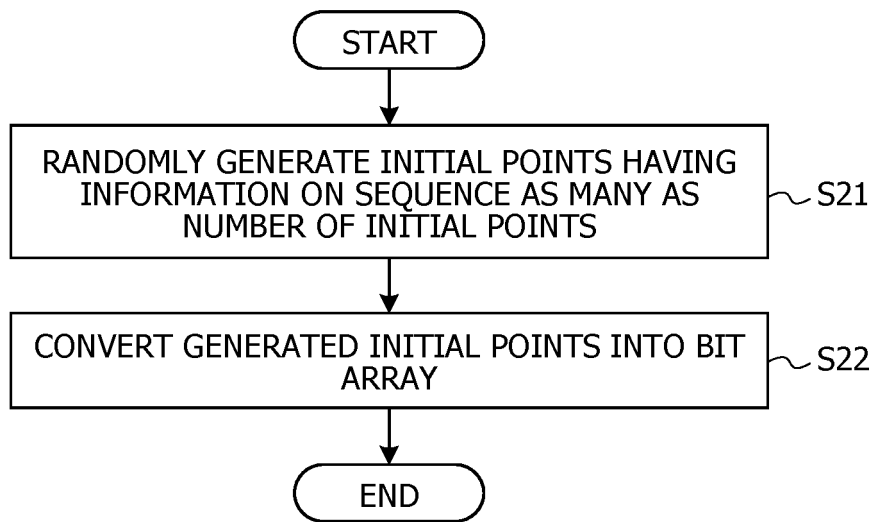 START
RANDOMLY GENERATE INITIAL POINTS HAVING
INFORMATION ON SEQUENCE AS MANY AS
NUMBER OF INITIAL POINTS
S21
CONVERT GENERATED INITIAL POINTS INTO BIT
ARRAY
S22
END